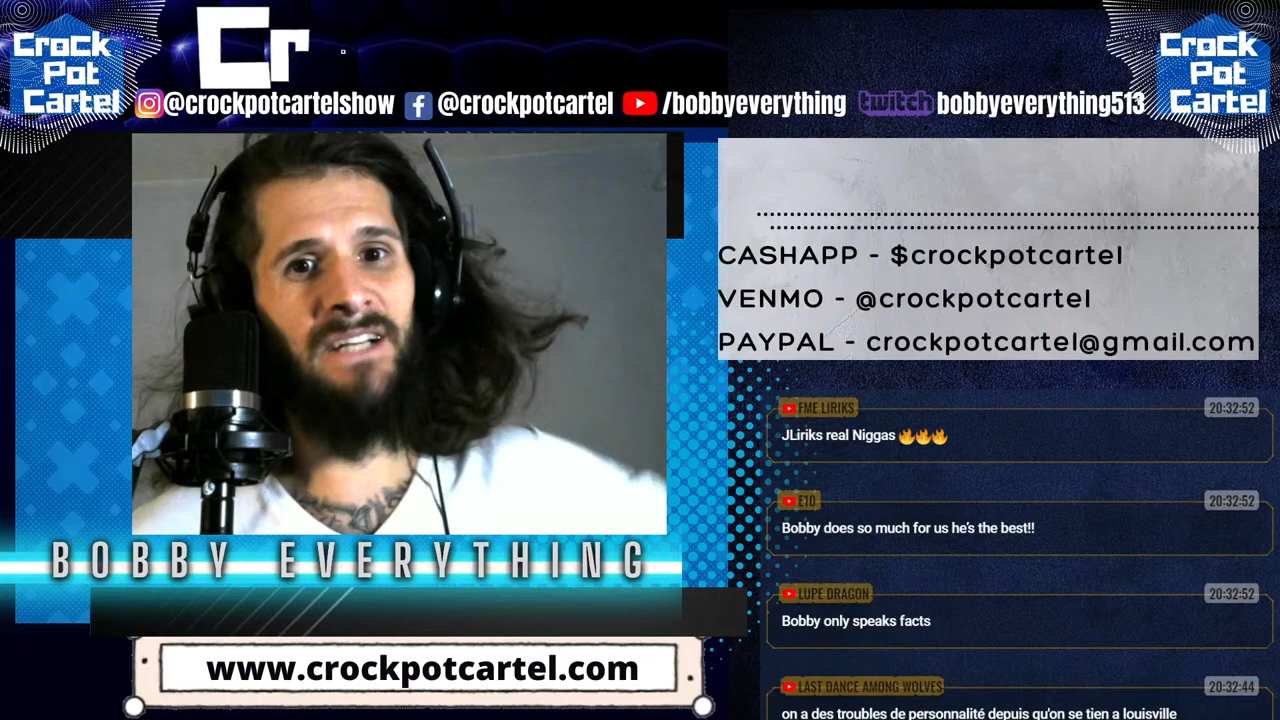 Crock
Pot
Cartel
Cr
@crockpotcartelshow @crockpotcartel /bobbyeverything twitch bobbyeverything513
Crock
Pot
Cartel
CASHAPP - $crockpotcartel
VENMO - @crockpotcartel
PAYPAL - crockpotcartel@gmail.com
FME LIRIKS 20:32:52
JLiriks real Niggas 🔥🔥🔥
E10 20:32:52
Bobby does so much for us he's the best!!
LUPE DRAGON 20:32:52
Bobby only speaks facts
LAST DANCE AMONG WOLVES 20:32:44
on a des troubles de personnalité depuis qu'on se tien a louisville
BOBBY EVERYTHING
www.crockpotcartel.com